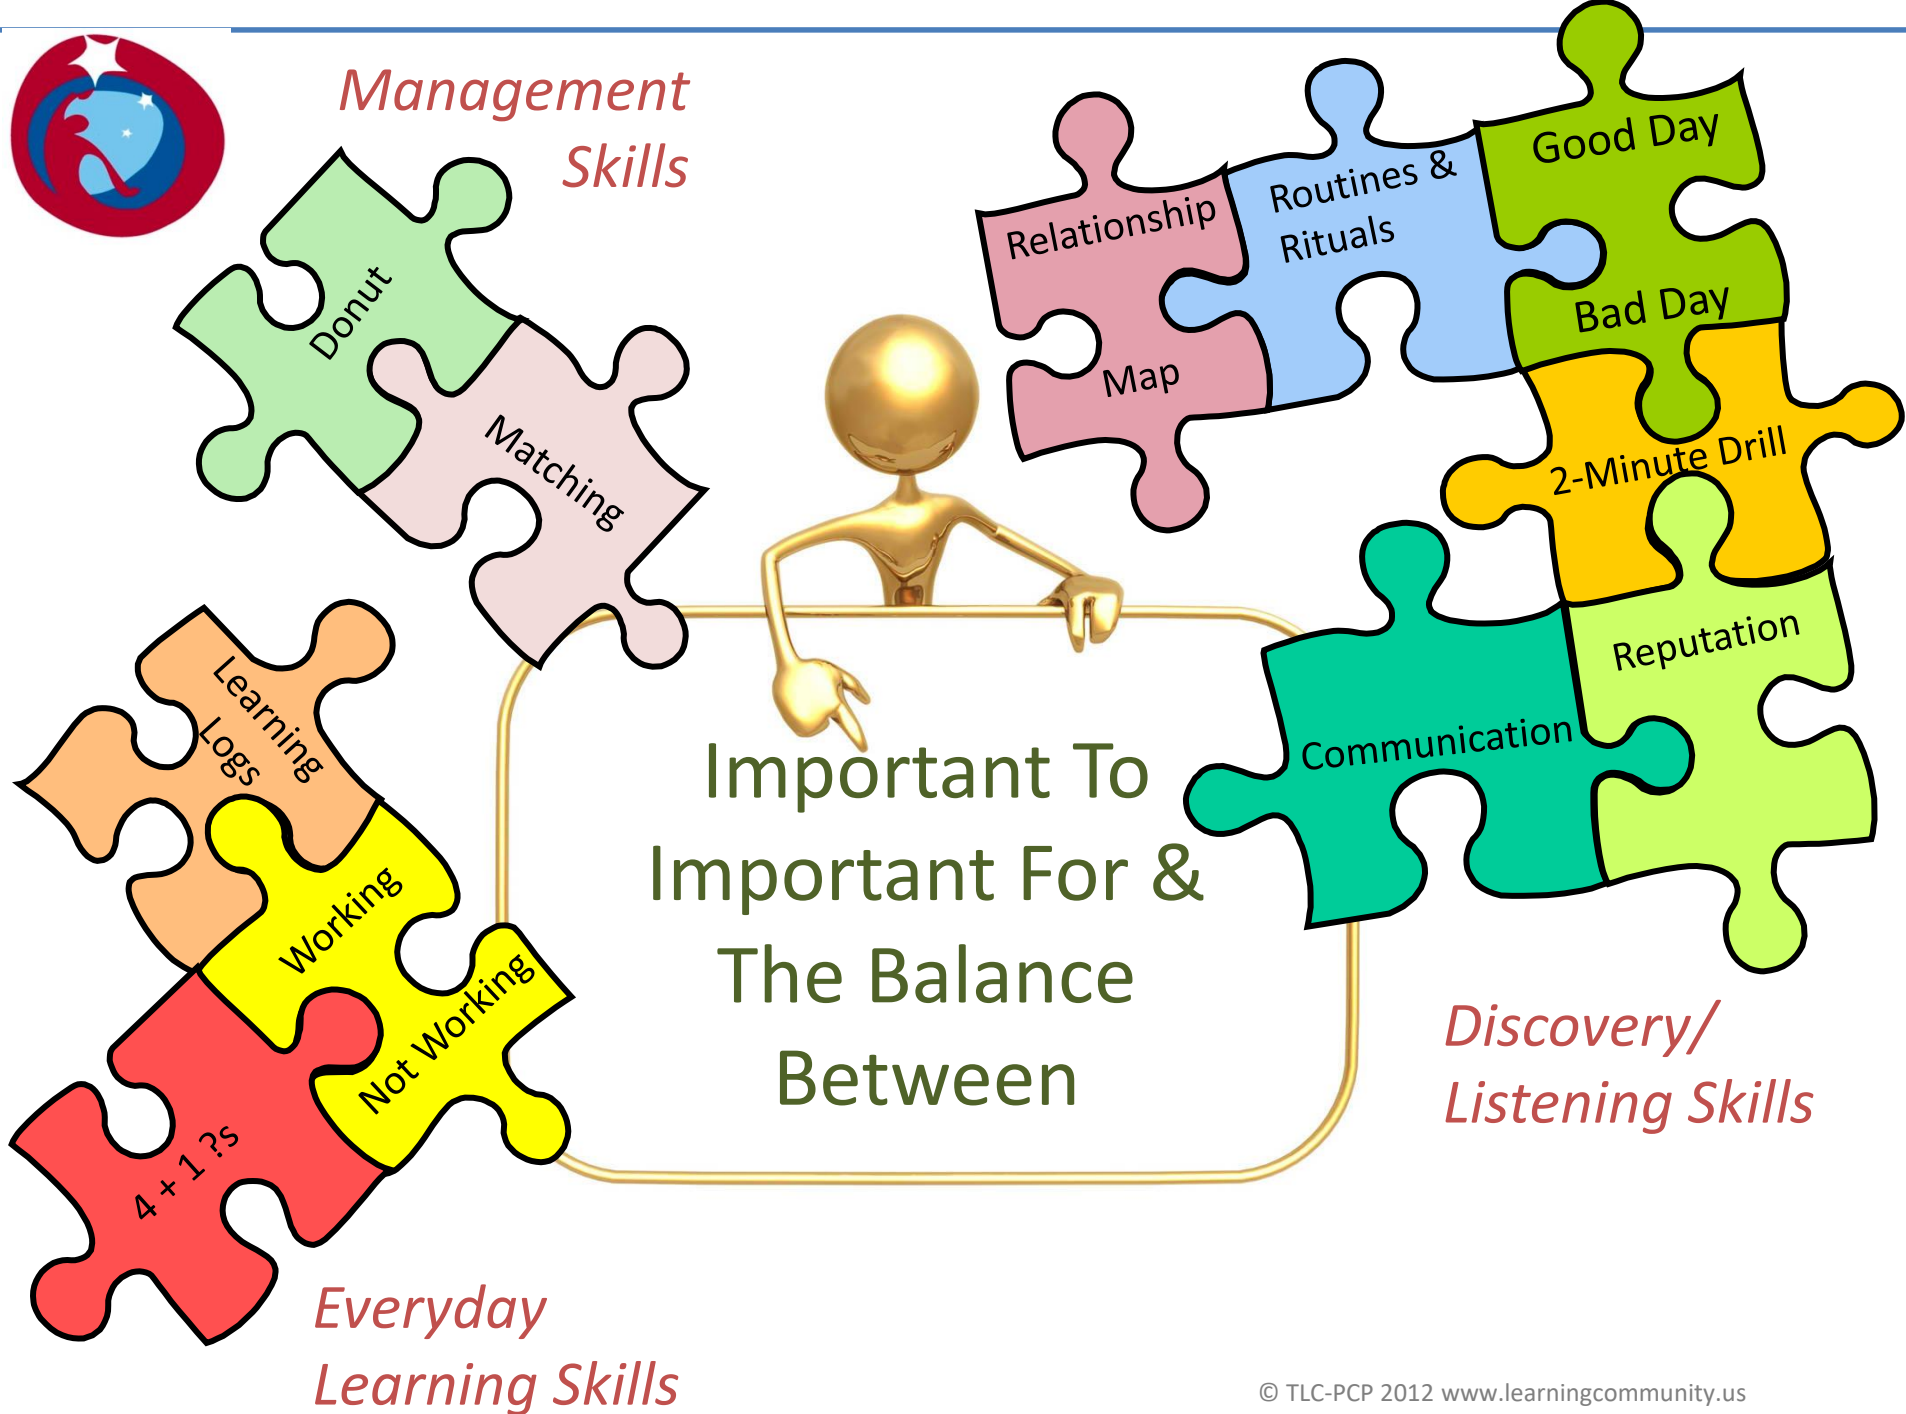 Management
Skills
Donut
Matching
Relationship
Map
Routines &
Rituals
Good Day
Bad Day
2-Minute Drill
Reputation
Communication
Discovery/
Listening Skills
Important To
Important For &
The Balance
Between
Learning
Logs
Working
Not Working
4 + 1 ?s
Everyday
Learning Skills
© TLC-PCP 2012 www.learningcommunity.us